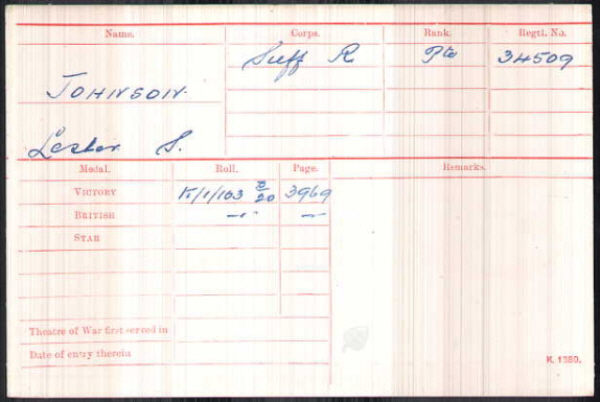 Name. Corps. Rank. Regtl. No.
Suff R Pte 34509
JOHNSON.
Lester S.
Medal. Roll. Page. Remarks.
VICTORY K/1/103 B/20 3969
BRITISH —"— —
STAR
Theatre of War first served in
Date of entry therein
K. 1380.